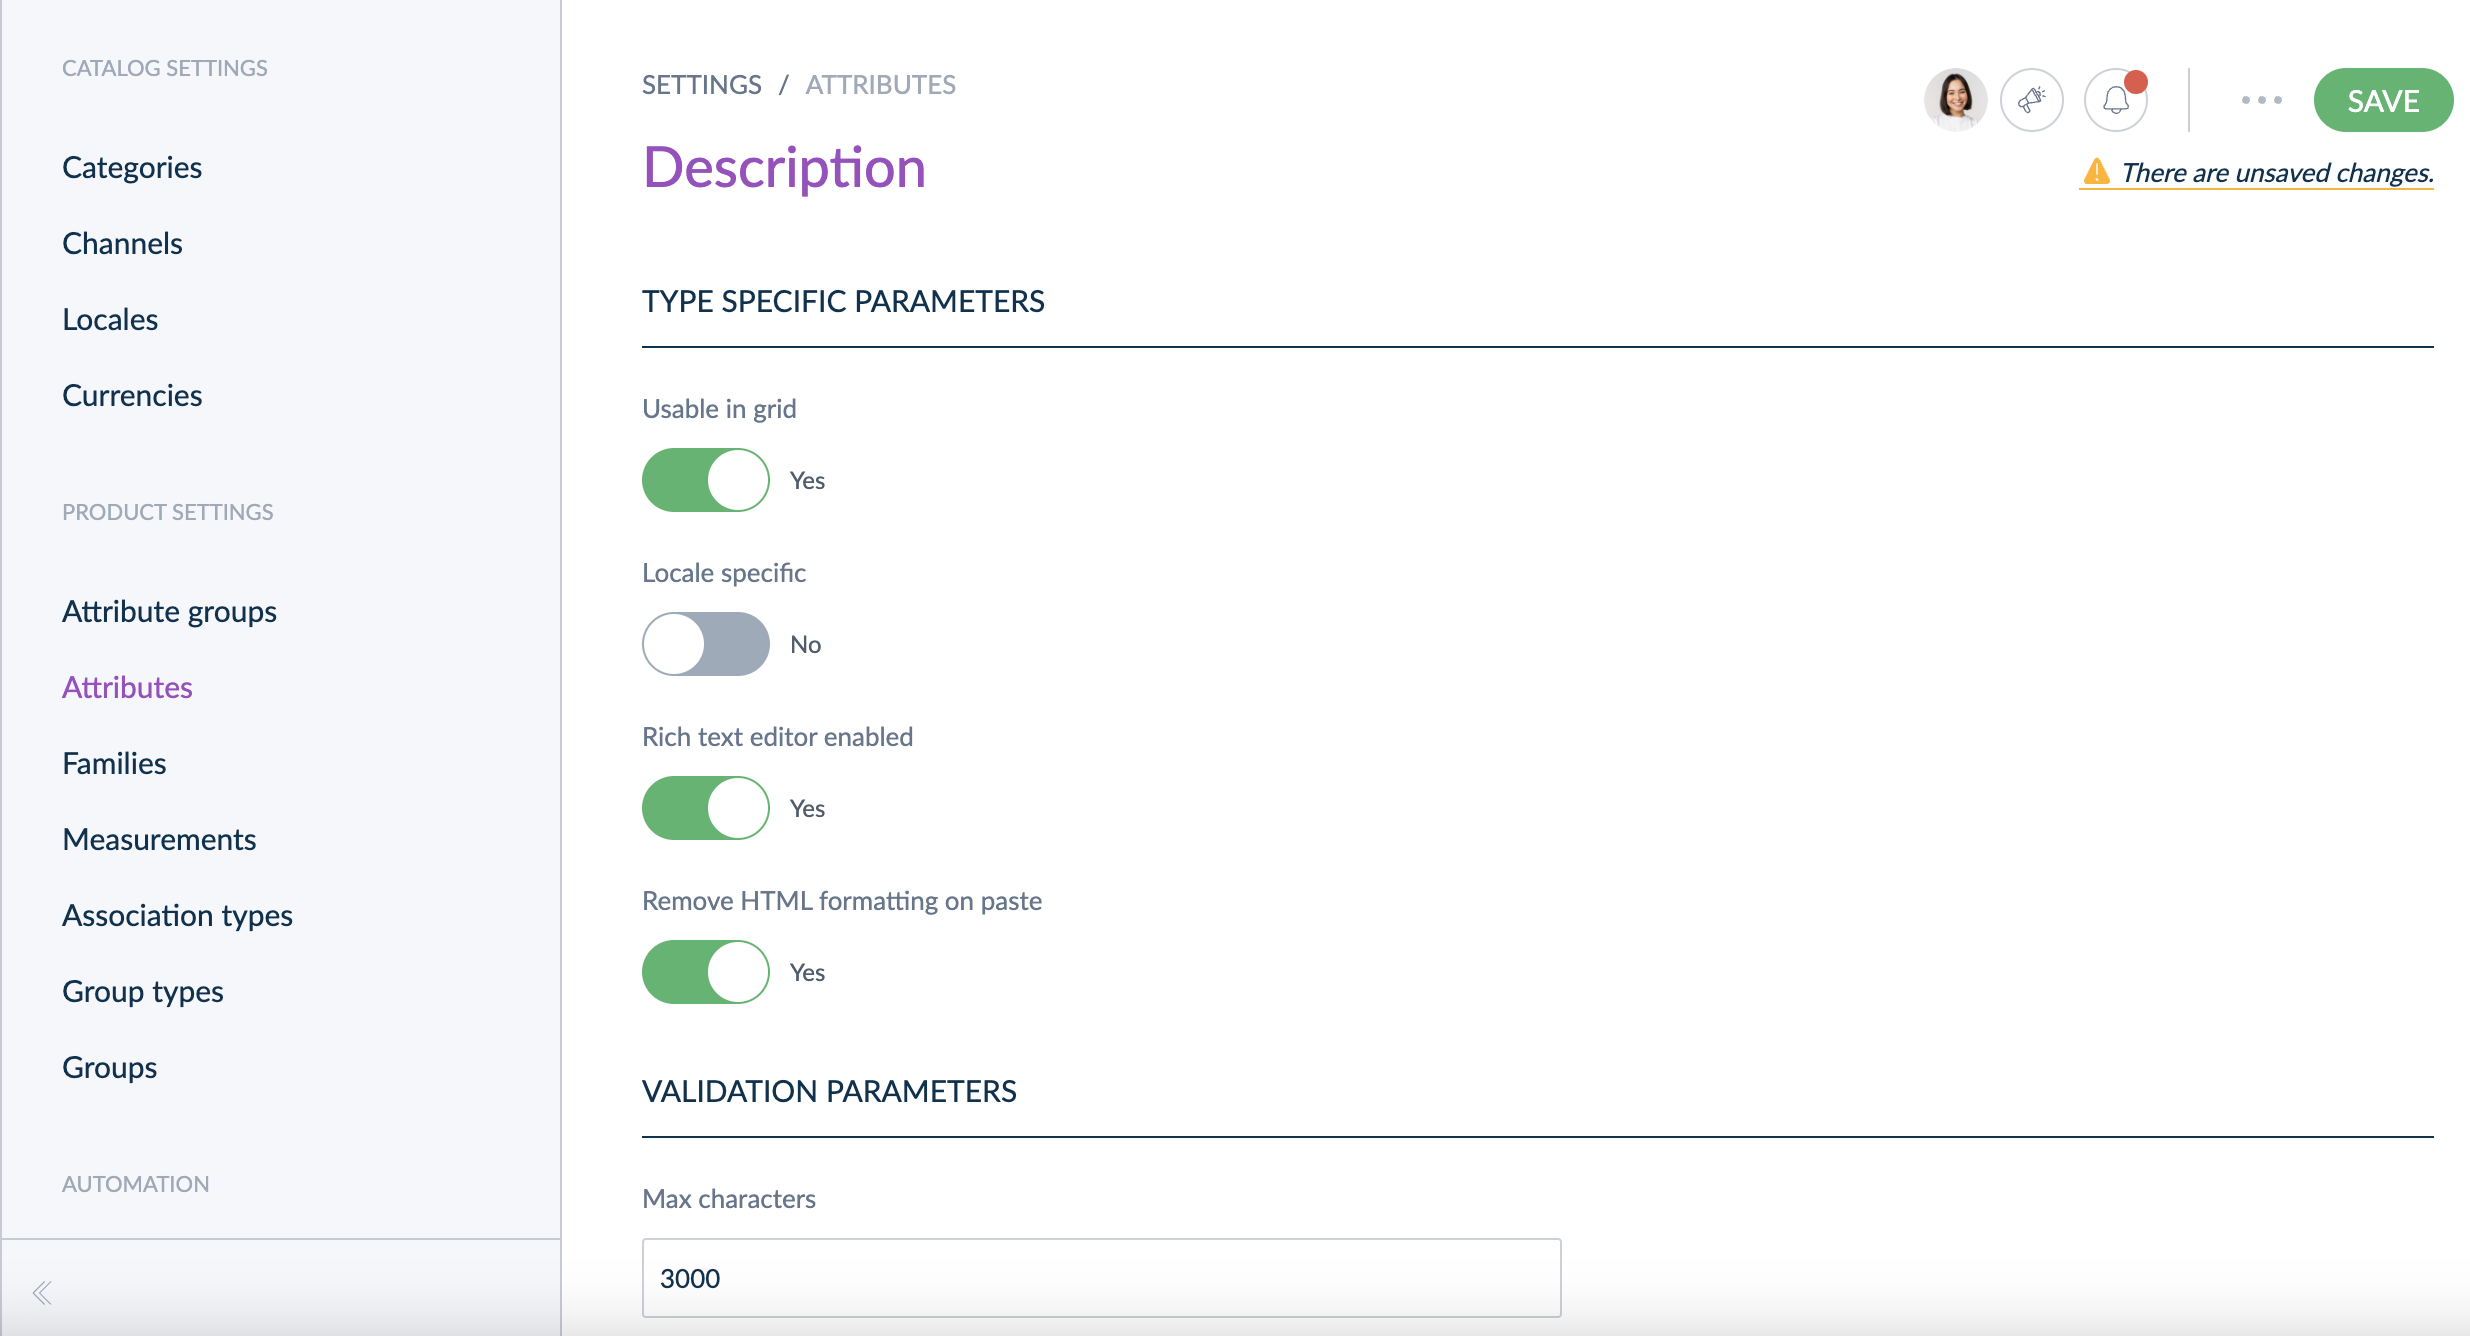 CATALOG SETTINGS
Categories
Channels
Locales
Currencies
PRODUCT SETTINGS
Attribute groups
Attributes
Families
Measurements
Association types
Group types
Groups
AUTOMATION
SETTINGS / ATTRIBUTES
SAVE
Description
There are unsaved changes.
TYPE SPECIFIC PARAMETERS
Usable in grid
Yes
Locale specific
No
Rich text editor enabled
Yes
Remove HTML formatting on paste
Yes
VALIDATION PARAMETERS
Max characters
3000